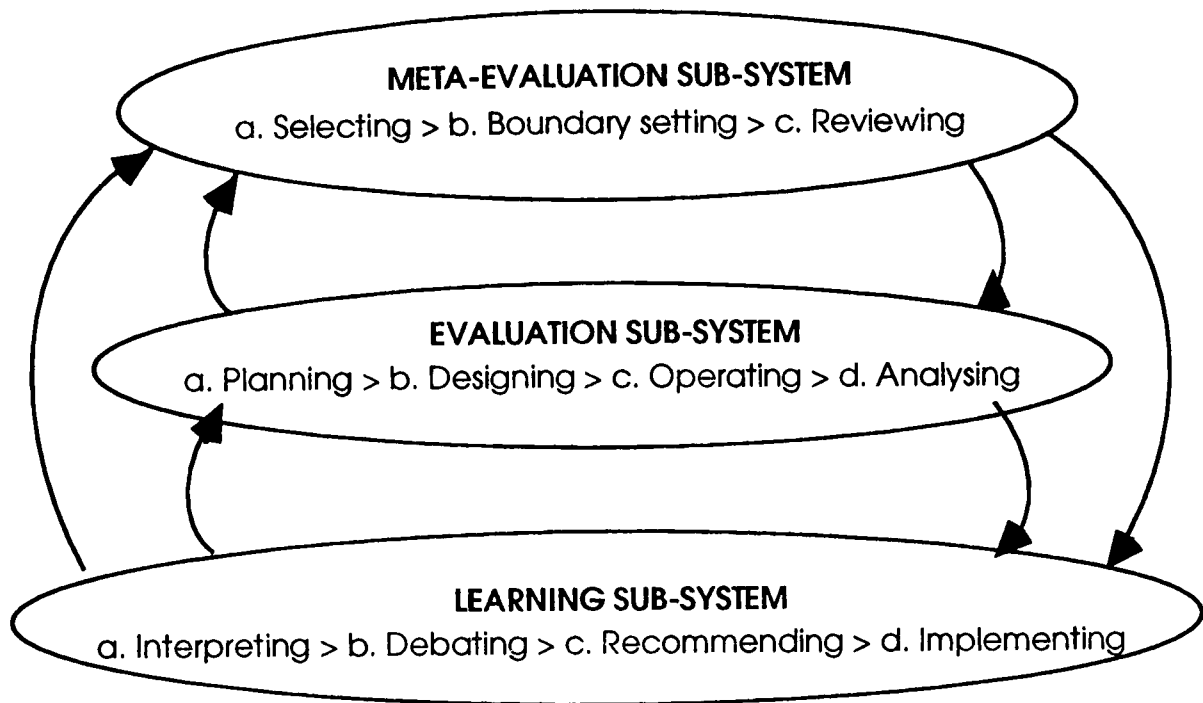 META-EVALUATION SUB-SYSTEM
a. Selecting > b. Boundary setting > c. Reviewing
EVALUATION SUB-SYSTEM
a. Planning > b. Designing > c. Operating > d. Analysing
LEARNING SUB-SYSTEM
a. Interpreting > b. Debating > c. Recommending > d. Implementing